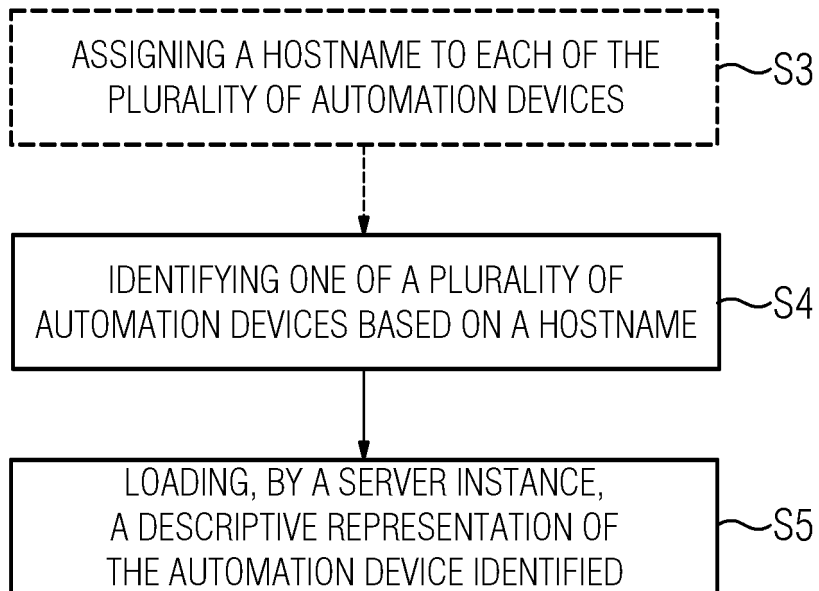 ASSIGNING A HOSTNAME TO EACH OF THE
PLURALITY OF AUTOMATION DEVICES
S3
IDENTIFYING ONE OF A PLURALITY OF
AUTOMATION DEVICES BASED ON A HOSTNAME
S4
LOADING, BY A SERVER INSTANCE,
A DESCRIPTIVE REPRESENTATION OF
THE AUTOMATION DEVICE IDENTIFIED
S5